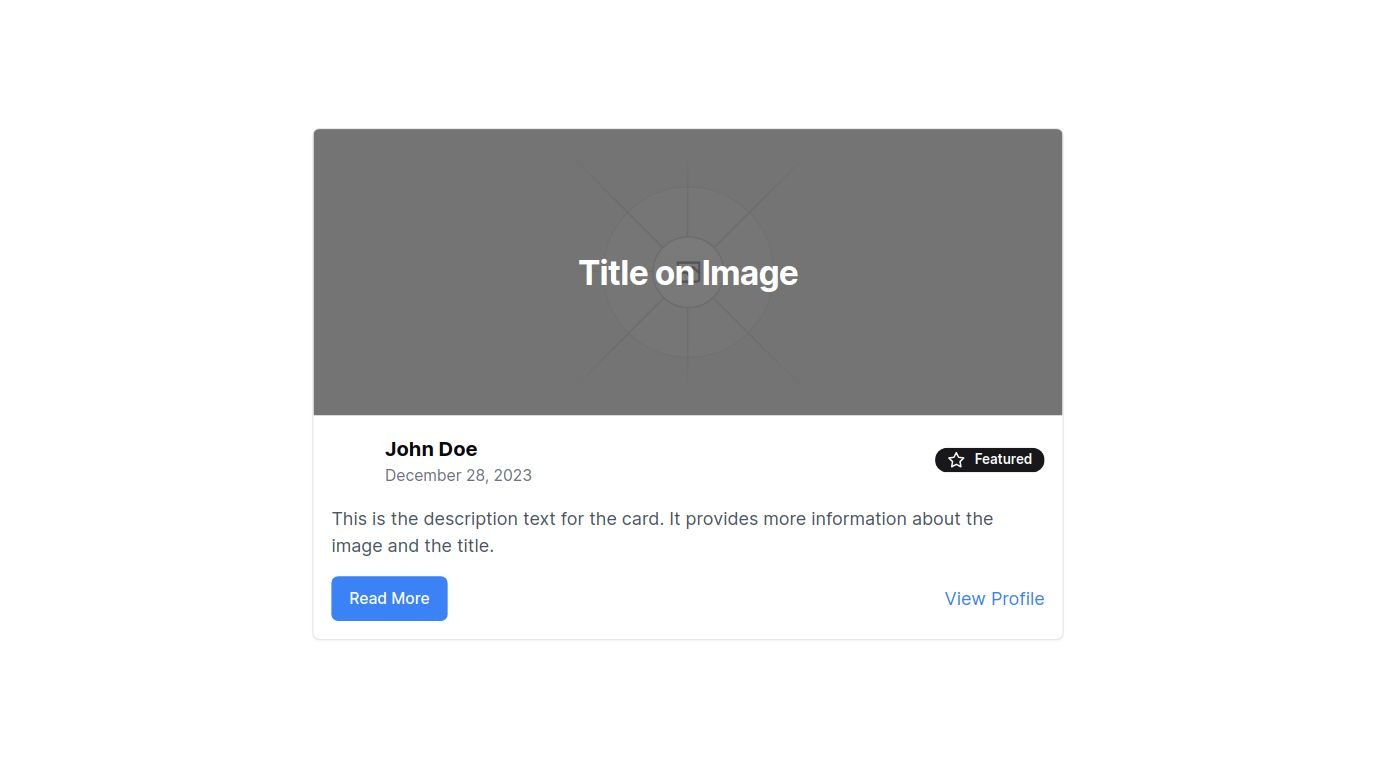 Title on Image
John Doe
December 28, 2023
Featured
This is the description text for the card. It provides more information about the
image and the title.
Read More
View Profile